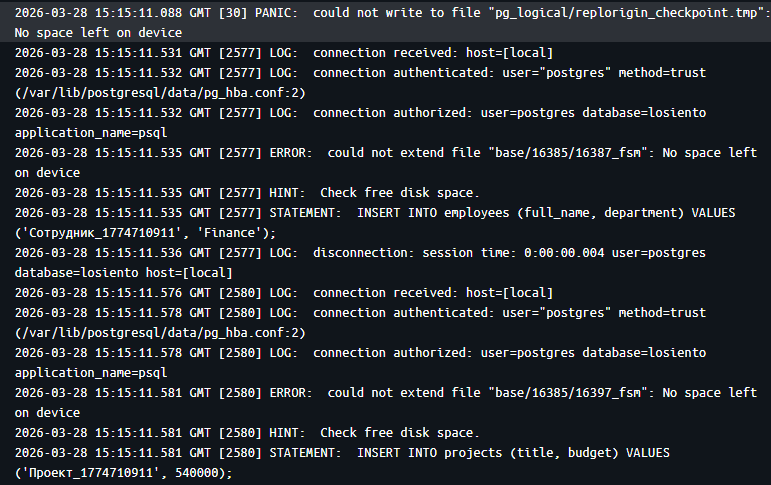 2026-03-28 15:15:11.088 GMT [30] PANIC:  could not write to file "pg_logical/replorigin_checkpoint.tmp":
No space left on device
2026-03-28 15:15:11.531 GMT [2577] LOG:  connection received: host=[local]
2026-03-28 15:15:11.532 GMT [2577] LOG:  connection authenticated: user="postgres" method=trust
(/var/lib/postgresql/data/pg_hba.conf:2)
2026-03-28 15:15:11.532 GMT [2577] LOG:  connection authorized: user=postgres database=losiento
application_name=psql
2026-03-28 15:15:11.535 GMT [2577] ERROR:  could not extend file "base/16385/16387_fsm": No space left
on device
2026-03-28 15:15:11.535 GMT [2577] HINT:  Check free disk space.
2026-03-28 15:15:11.535 GMT [2577] STATEMENT:  INSERT INTO employees (full_name, department) VALUES
('Сотрудник_1774710911', 'Finance');
2026-03-28 15:15:11.536 GMT [2577] LOG:  disconnection: session time: 0:00:00.004 user=postgres
database=losiento host=[local]
2026-03-28 15:15:11.576 GMT [2580] LOG:  connection received: host=[local]
2026-03-28 15:15:11.578 GMT [2580] LOG:  connection authenticated: user="postgres" method=trust
(/var/lib/postgresql/data/pg_hba.conf:2)
2026-03-28 15:15:11.578 GMT [2580] LOG:  connection authorized: user=postgres database=losiento
application_name=psql
2026-03-28 15:15:11.581 GMT [2580] ERROR:  could not extend file "base/16385/16397_fsm": No space left
on device
2026-03-28 15:15:11.581 GMT [2580] HINT:  Check free disk space.
2026-03-28 15:15:11.581 GMT [2580] STATEMENT:  INSERT INTO projects (title, budget) VALUES
('Проект_1774710911', 540000);